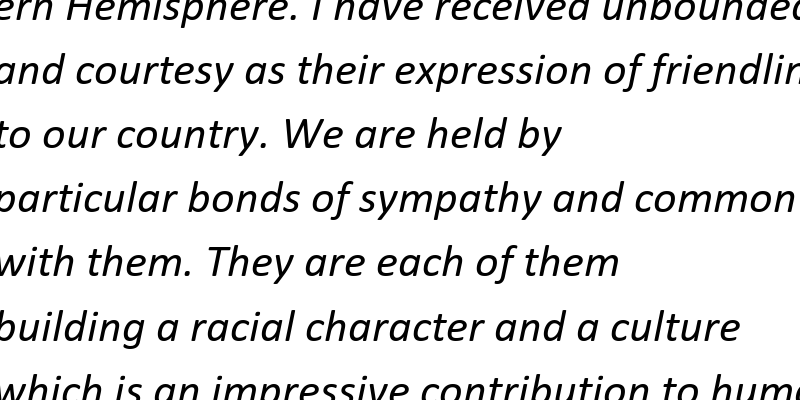 ern Hemisphere. I have received unbounded
and courtesy as their expression of friendlin
to our country. We are held by
particular bonds of sympathy and common
with them. They are each of them
building a racial character and a culture
which is an impressive contribution to huma